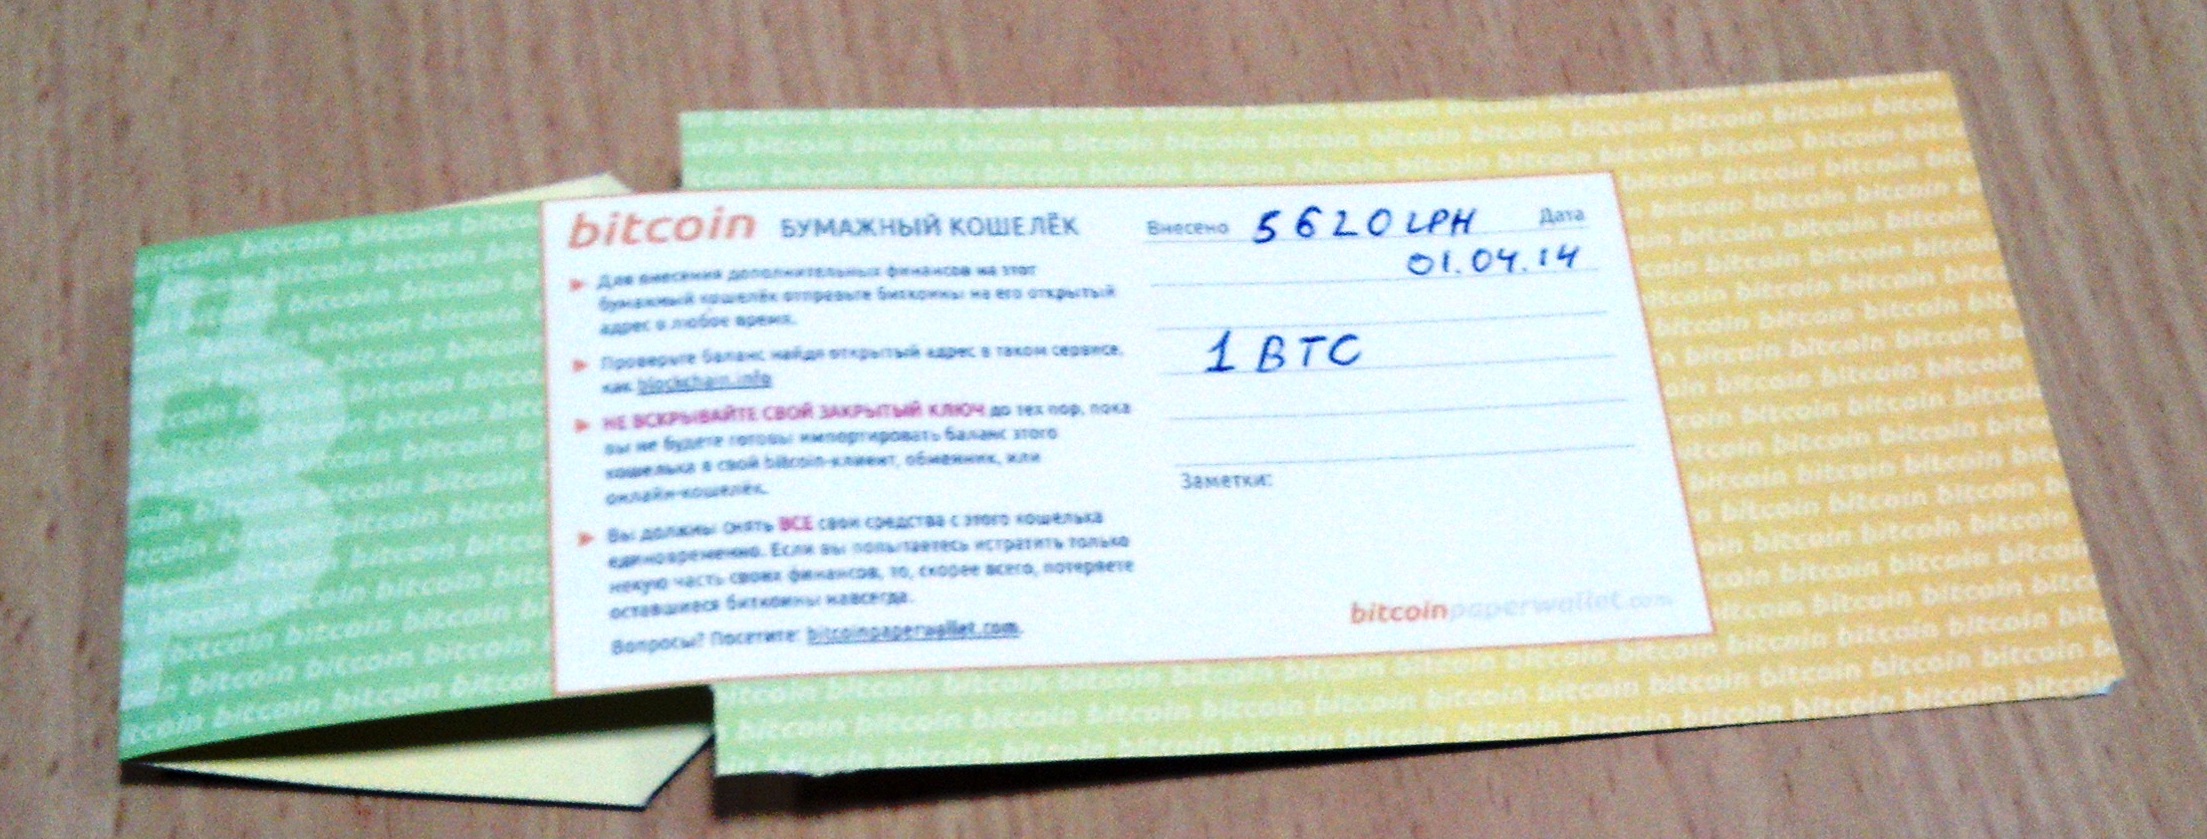 bitcoin БУМАЖНЫЙ КОШЕЛЁК
Для внесения дополнительных финансов на этот
бумажный кошелёк отправьте биткоины на его открытый
адрес в любое время.
Проверьте баланс найдя открытый адрес в таком сервисе,
как blockchain.info
НЕ ВСКРЫВАЙТЕ СВОЙ ЗАКРЫТЫЙ КЛЮЧ до тех пор, пока
вы не будете готовы импортировать баланс этого
кошелька в свой bitcoin-клиент, обменник, или
онлайн-кошелёк.
Вы должны снять ВСЕ свои средства с этого кошелька
единовременно. Если вы попытаетесь истратить только
некую часть своих финансов, то, скорее всего, потеряете
оставшиеся биткоины навсегда.
Вопросы? Посетите: bitcoinpaperwallet.com.
Внесено 5620 LPH Дата
01.04.14
1 BTC
Заметки:
bitcoinpaperwallet.com